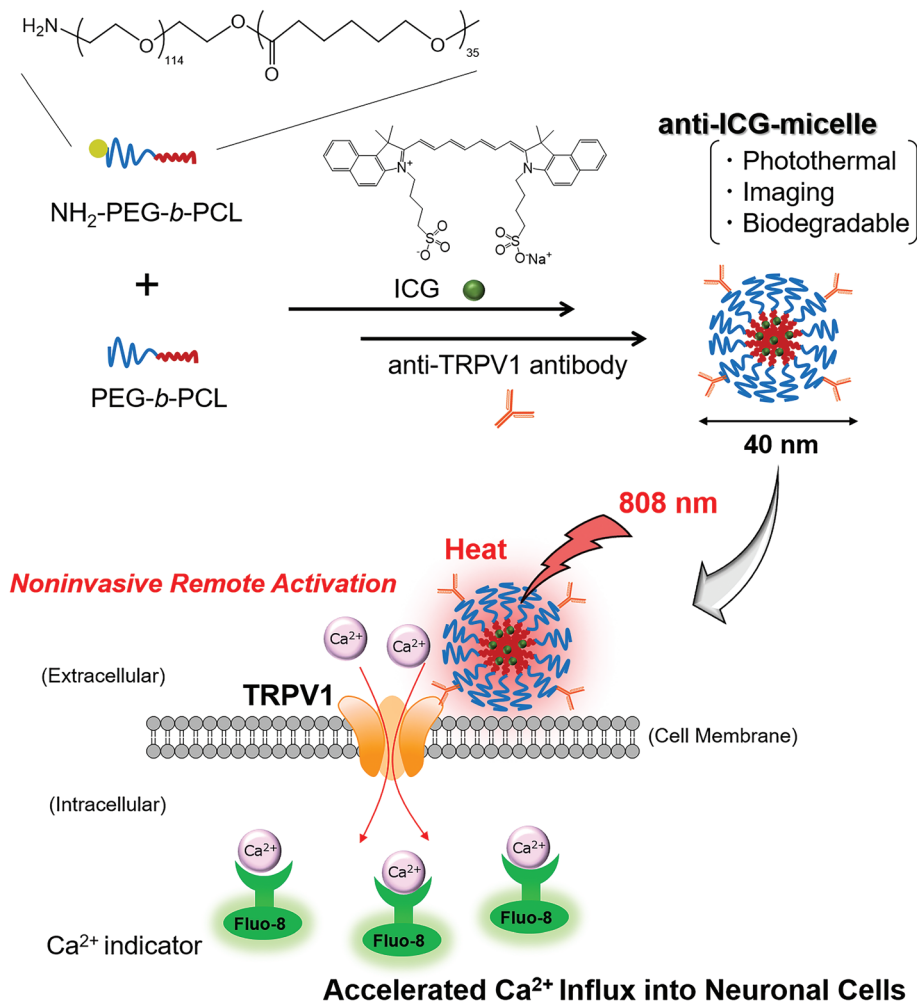 H₂N
O
O
O
O
O
114
35
NH₂-PEG-b-PCL
+
PEG-b-PCL
N⁺
N
S
O
O
⁻O
S
O
O
O⁻Na⁺
ICG
anti-TRPV1 antibody
anti-ICG-micelle
・ Photothermal
・ Imaging
・ Biodegradable
40 nm
808 nm
Heat
Noninvasive Remote Activation
Ca²⁺
Ca²⁺
(Extracellular)
TRPV1
(Cell Membrane)
(Intracellular)
Ca²⁺
Ca²⁺
Ca²⁺
Fluo-8
Fluo-8
Fluo-8
Ca²⁺ indicator
Accelerated Ca²⁺ Influx into Neuronal Cells